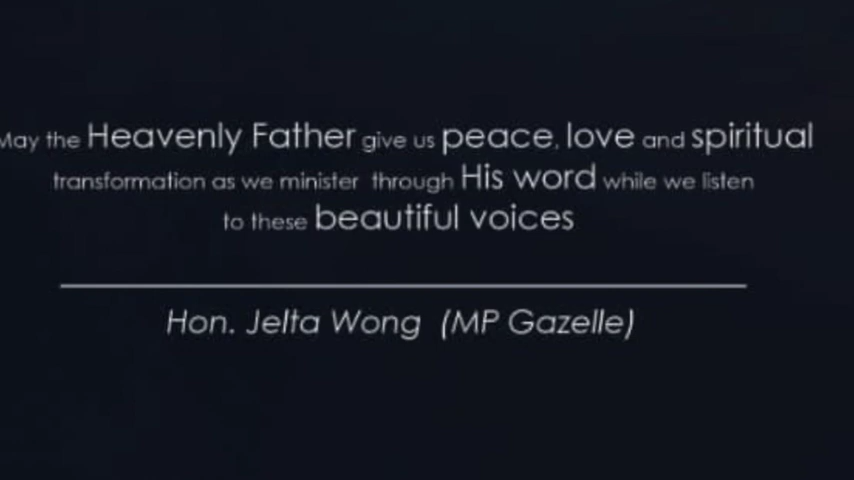 May the Heavenly Father give us peace, love and spiritual
transformation as we minister through His word while we listen
to these beautiful voices
Hon. Jelta Wong (MP Gazelle)